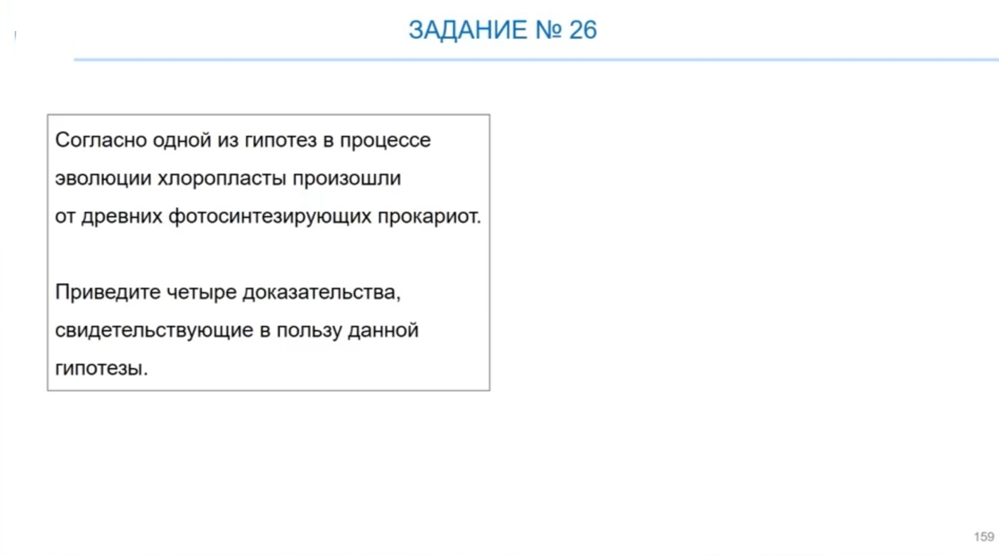 ЗАДАНИЕ № 26
Согласно одной из гипотез в процессе
эволюции хлоропласты произошли
от древних фотосинтезирующих прокариот.
Приведите четыре доказательства,
свидетельствующие в пользу данной
гипотезы.
159